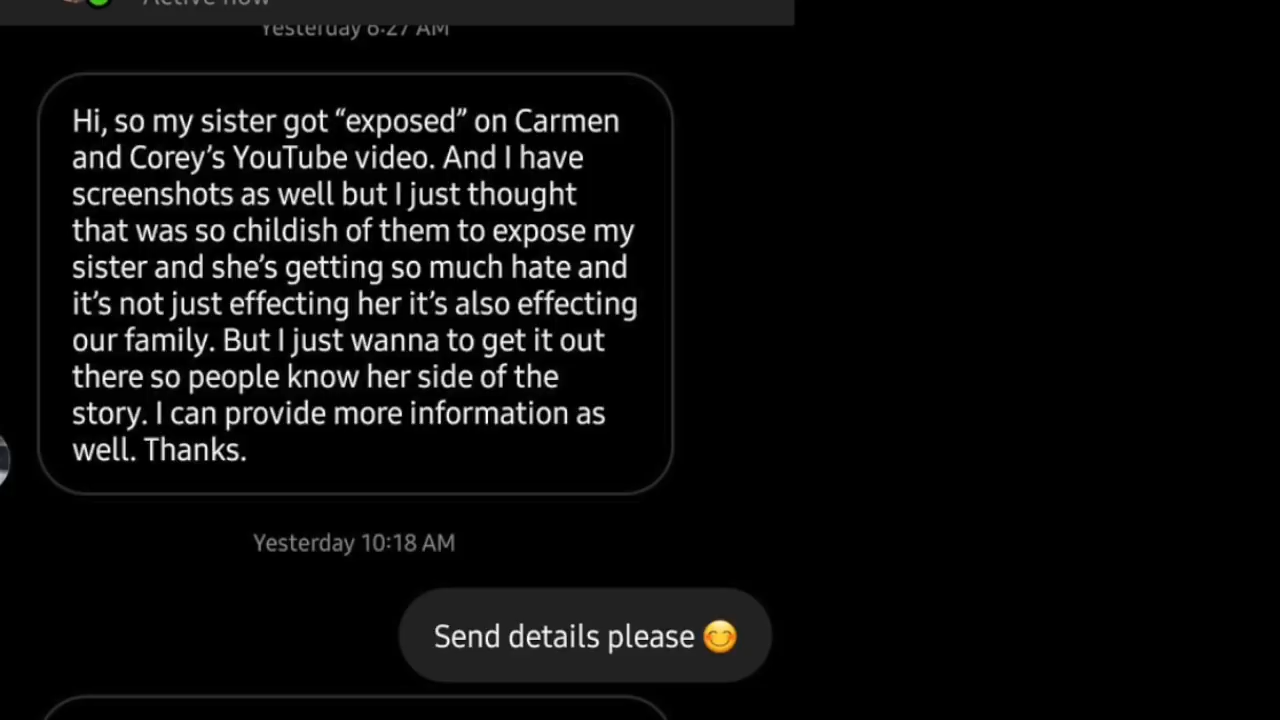 Active now
Yesterday 6:27 AM
Hi, so my sister got “exposed” on Carmen
and Corey’s YouTube video. And I have
screenshots as well but I just thought
that was so childish of them to expose my
sister and she’s getting so much hate and
it’s not just effecting her it’s also effecting
our family. But I just wanna to get it out
there so people know her side of the
story. I can provide more information as
well. Thanks.
Yesterday 10:18 AM
Send details please 😊